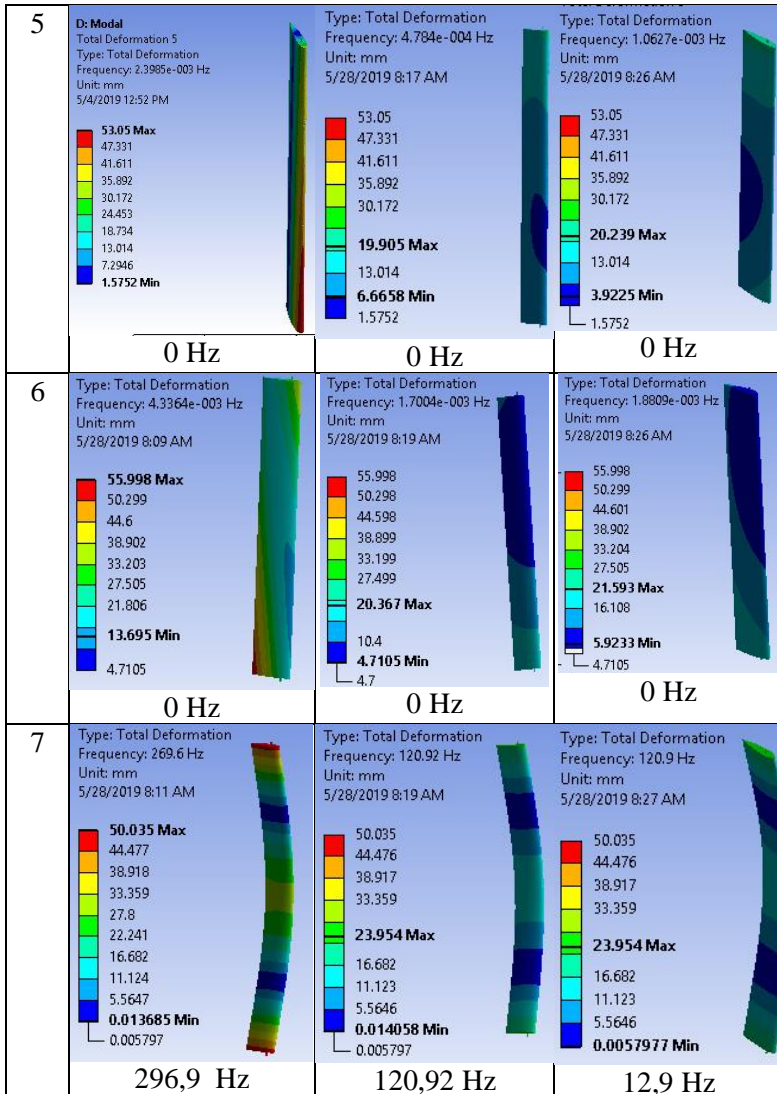 5
D: Modal
Total Deformation 5
Type: Total Deformation
Frequency: 2.3985e-003 Hz
Unit: mm
5/4/2019 12:52 PM
53.05 Max
47.331
41.611
35.892
30.172
24.453
18.734
13.014
7.2946
1.5752 Min
0 Hz
Type: Total Deformation
Frequency: 4.784e-004 Hz
Unit: mm
5/28/2019 8:17 AM
53.05
47.331
41.611
35.892
30.172
19.905 Max
13.014
6.6658 Min
1.5752
0 Hz
Type: Total Deformation
Frequency: 1.0627e-003 Hz
Unit: mm
5/28/2019 8:26 AM
53.05
47.331
41.611
35.892
30.172
20.239 Max
13.014
3.9225 Min
1.5752
0 Hz
6
Type: Total Deformation
Frequency: 4.3364e-003 Hz
Unit: mm
5/28/2019 8:09 AM
55.998 Max
50.299
44.6
38.902
33.203
27.505
21.806
13.695 Min
4.7105
0 Hz
Type: Total Deformation
Frequency: 1.7004e-003 Hz
Unit: mm
5/28/2019 8:19 AM
55.998
50.298
44.598
38.899
33.199
27.499
20.367 Max
10.4
4.7105 Min
4.7
0 Hz
Type: Total Deformation
Frequency: 1.8809e-003 Hz
Unit: mm
5/28/2019 8:26 AM
55.998
50.299
44.601
38.902
33.204
27.505
21.593 Max
16.108
5.9233 Min
4.7105
0 Hz
7
Type: Total Deformation
Frequency: 269.6 Hz
Unit: mm
5/28/2019 8:11 AM
50.035 Max
44.477
38.918
33.359
27.8
22.241
16.682
11.124
5.5647
0.013685 Min
0.005797
296,9 Hz
Type: Total Deformation
Frequency: 120.92 Hz
Unit: mm
5/28/2019 8:19 AM
50.035
44.476
38.917
33.359
23.954 Max
16.682
11.123
5.5646
0.014058 Min
0.005797
120,92 Hz
Type: Total Deformation
Frequency: 120.9 Hz
Unit: mm
5/28/2019 8:27 AM
50.035
44.476
38.917
33.359
23.954 Max
16.682
11.123
5.5646
0.0057977 Min
12,9 Hz